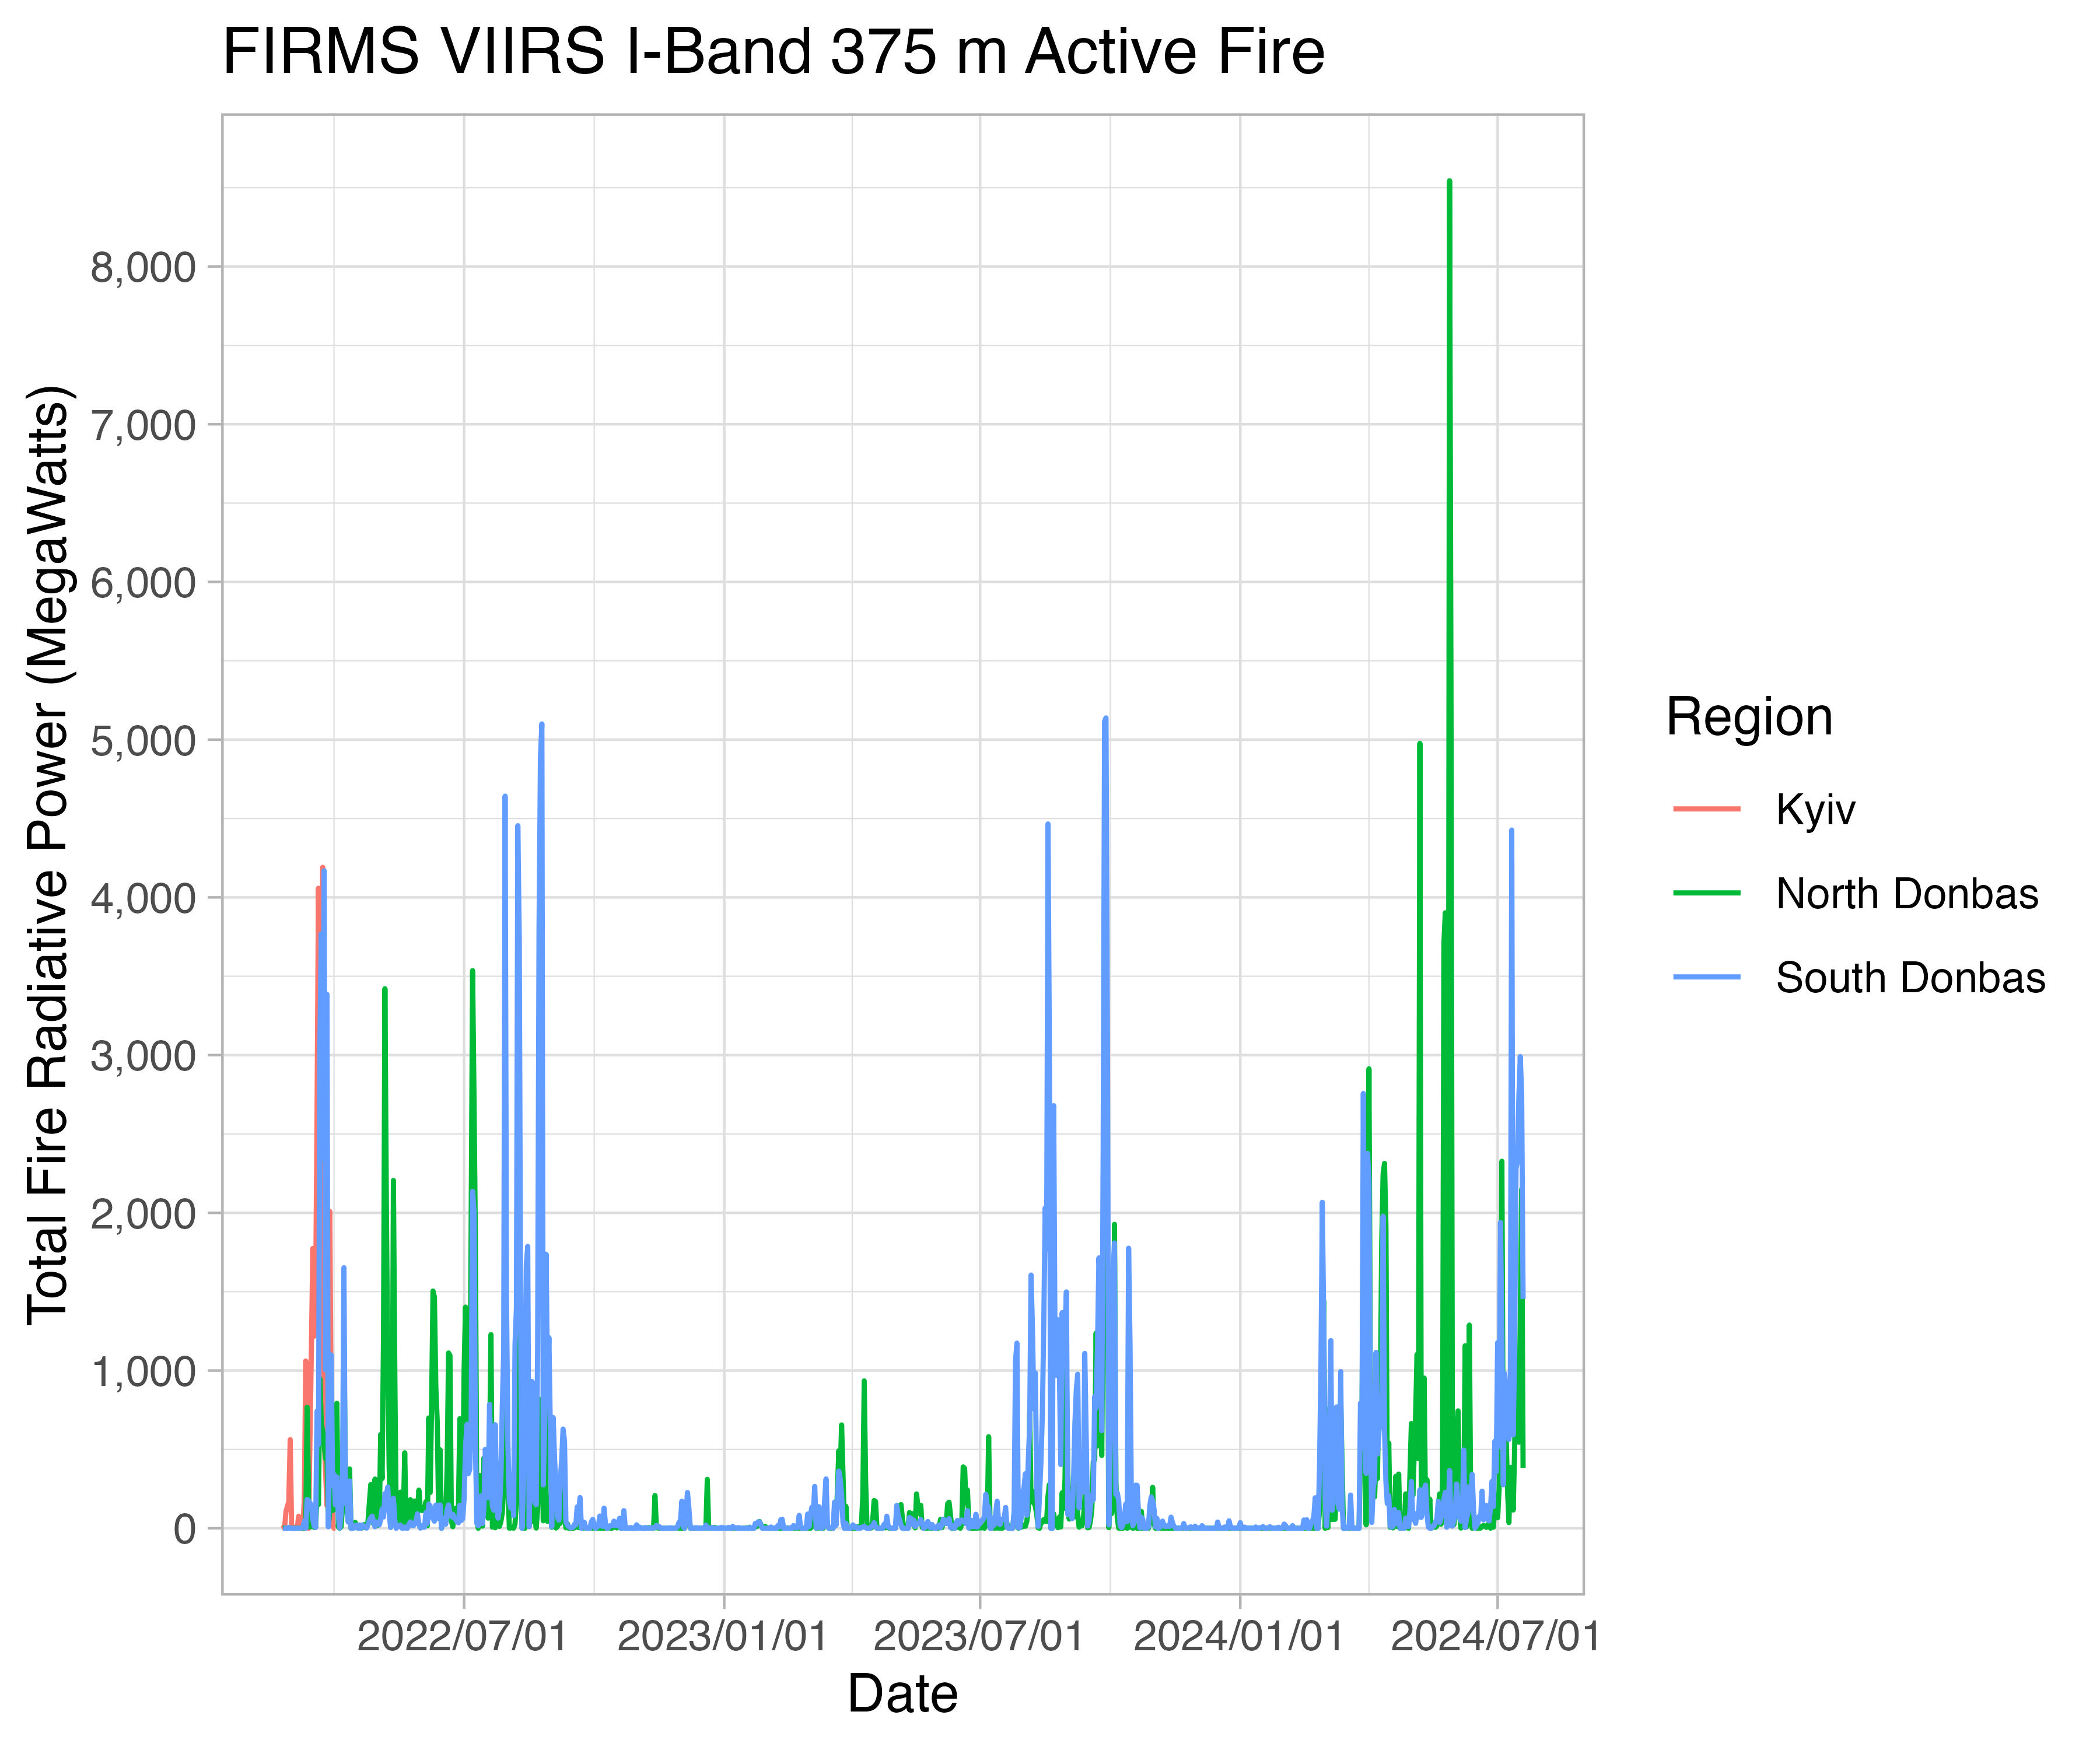 FIRMS VIIRS I-Band 375 m Active Fire
Total Fire Radiative Power (MegaWatts)
8,000
7,000
6,000
5,000
4,000
3,000
2,000
1,000
0
2022/07/01
2023/01/01
2023/07/01
2024/01/01
2024/07/01
Date
Region
Kyiv
North Donbas
South Donbas